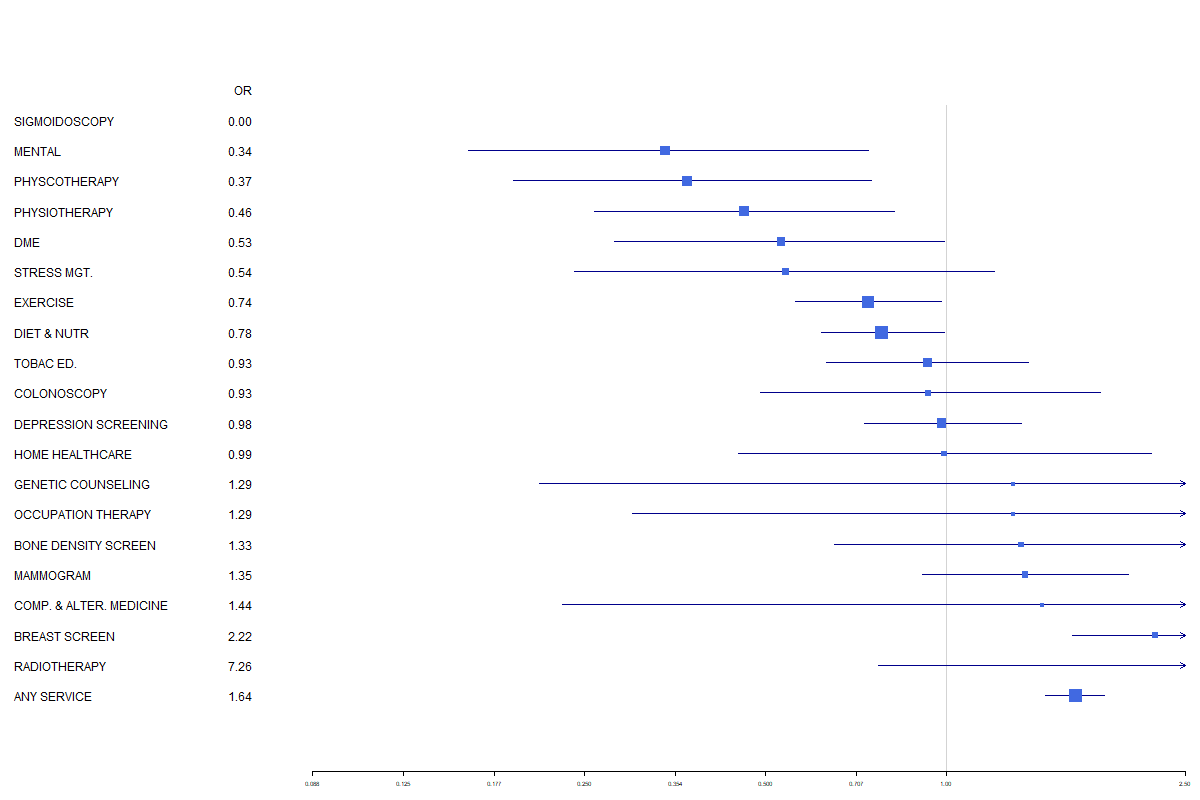 OR
SIGMOIDOSCOPY 0.00
MENTAL 0.34
PHYSCOTHERAPY 0.37
PHYSIOTHERAPY 0.46
DME 0.53
STRESS MGT. 0.54
EXERCISE 0.74
DIET & NUTR 0.78
TOBAC ED. 0.93
COLONOSCOPY 0.93
DEPRESSION SCREENING 0.98
HOME HEALTHCARE 0.99
GENETIC COUNSELING 1.29
OCCUPATION THERAPY 1.29
BONE DENSITY SCREEN 1.33
MAMMOGRAM 1.35
COMP. & ALTER. MEDICINE 1.44
BREAST SCREEN 2.22
RADIOTHERAPY 7.26
ANY SERVICE 1.64
0.088 0.125 0.177 0.250 0.354 0.500 0.707 1.00 2.50